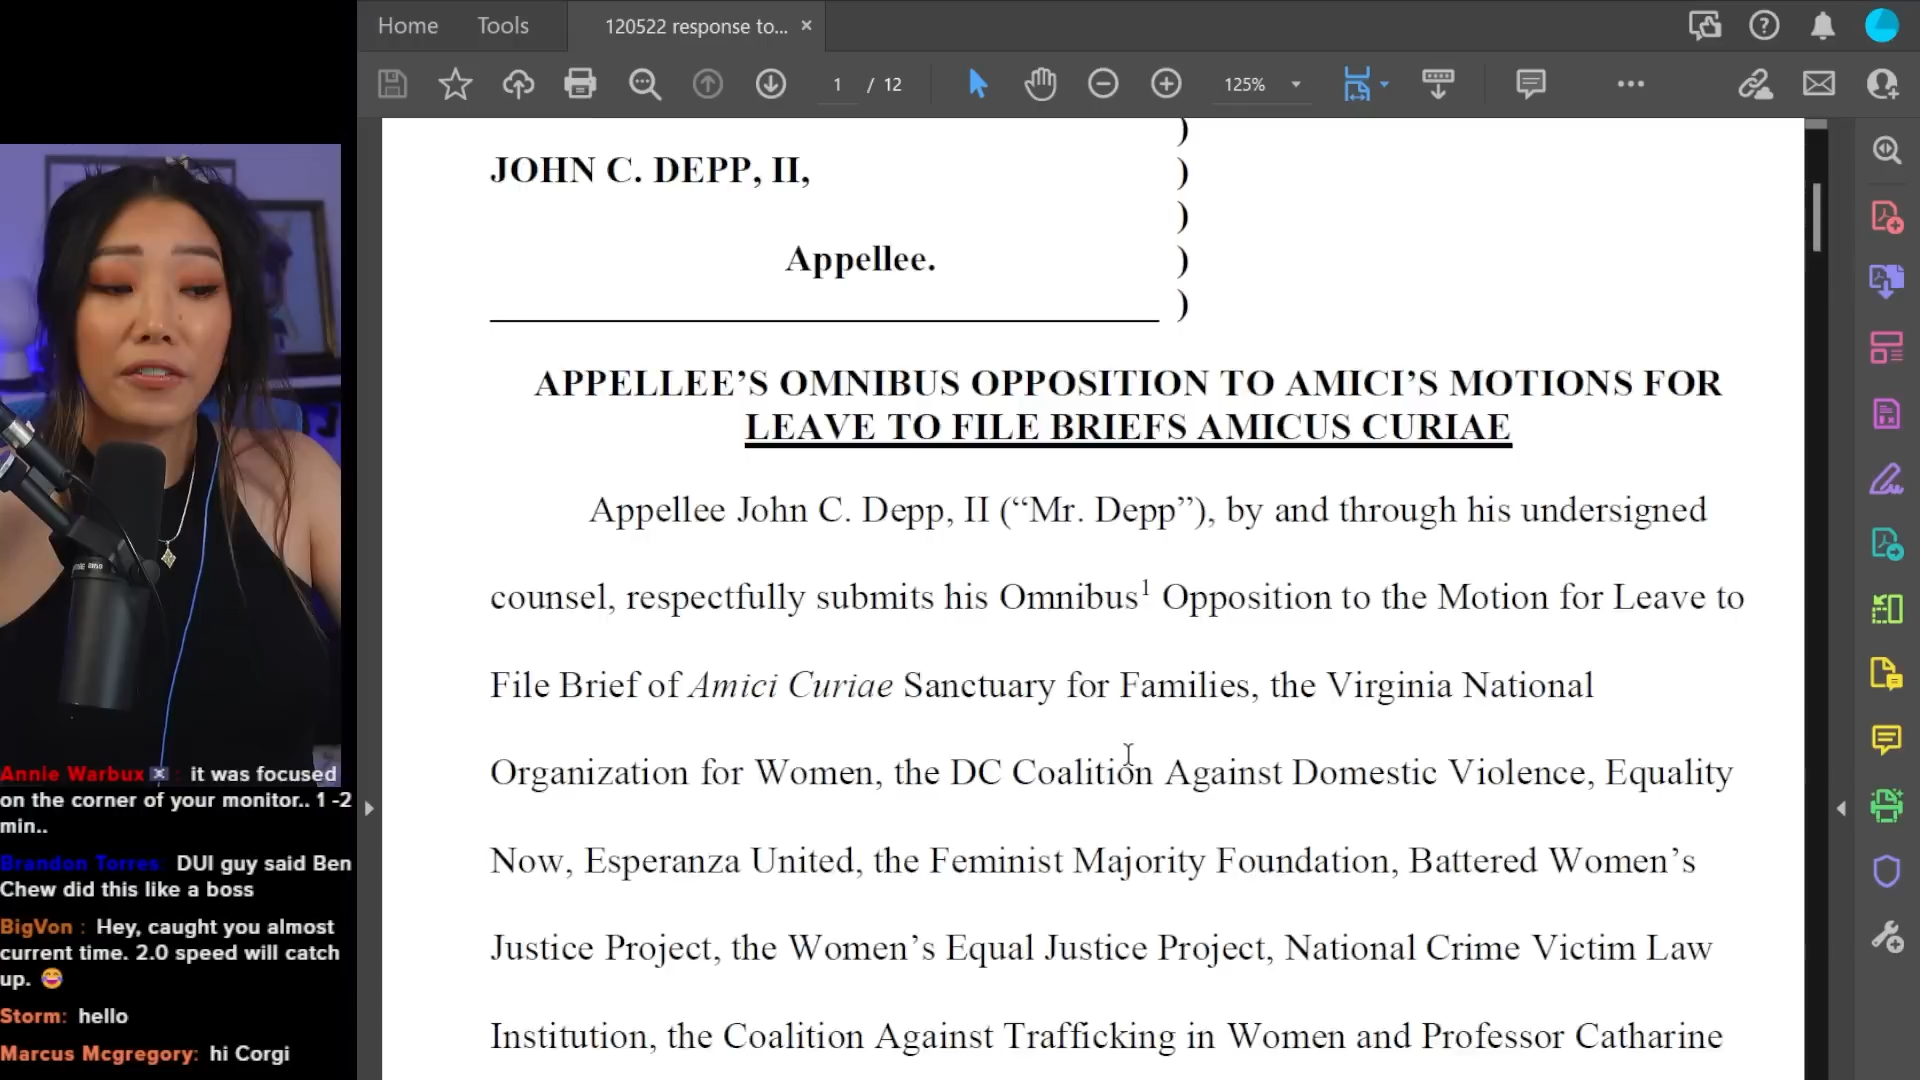 Home Tools 120522 response to... ×
1 / 12 125%
)
JOHN C. DEPP, II, )
)
Appellee. )
)
APPELLEE’S OMNIBUS OPPOSITION TO AMICI’S MOTIONS FOR
LEAVE TO FILE BRIEFS AMICUS CURIAE
Appellee John C. Depp, II (“Mr. Depp”), by and through his undersigned
counsel, respectfully submits his Omnibus¹ Opposition to the Motion for Leave to
File Brief of Amici Curiae Sanctuary for Families, the Virginia National
Organization for Women, the DC Coalition Against Domestic Violence, Equality
Now, Esperanza United, the Feminist Majority Foundation, Battered Women’s
Justice Project, the Women’s Equal Justice Project, National Crime Victim Law
Institution, the Coalition Against Trafficking in Women and Professor Catharine
Annie Warbux : it was focused
on the corner of your monitor.. 1 -2
min..
Brandon Torres: DUI guy said Ben
Chew did this like a boss
BigVon : Hey, caught you almost
current time. 2.0 speed will catch
up. 😂
Storm: hello
Marcus Mcgregory: hi Corgi